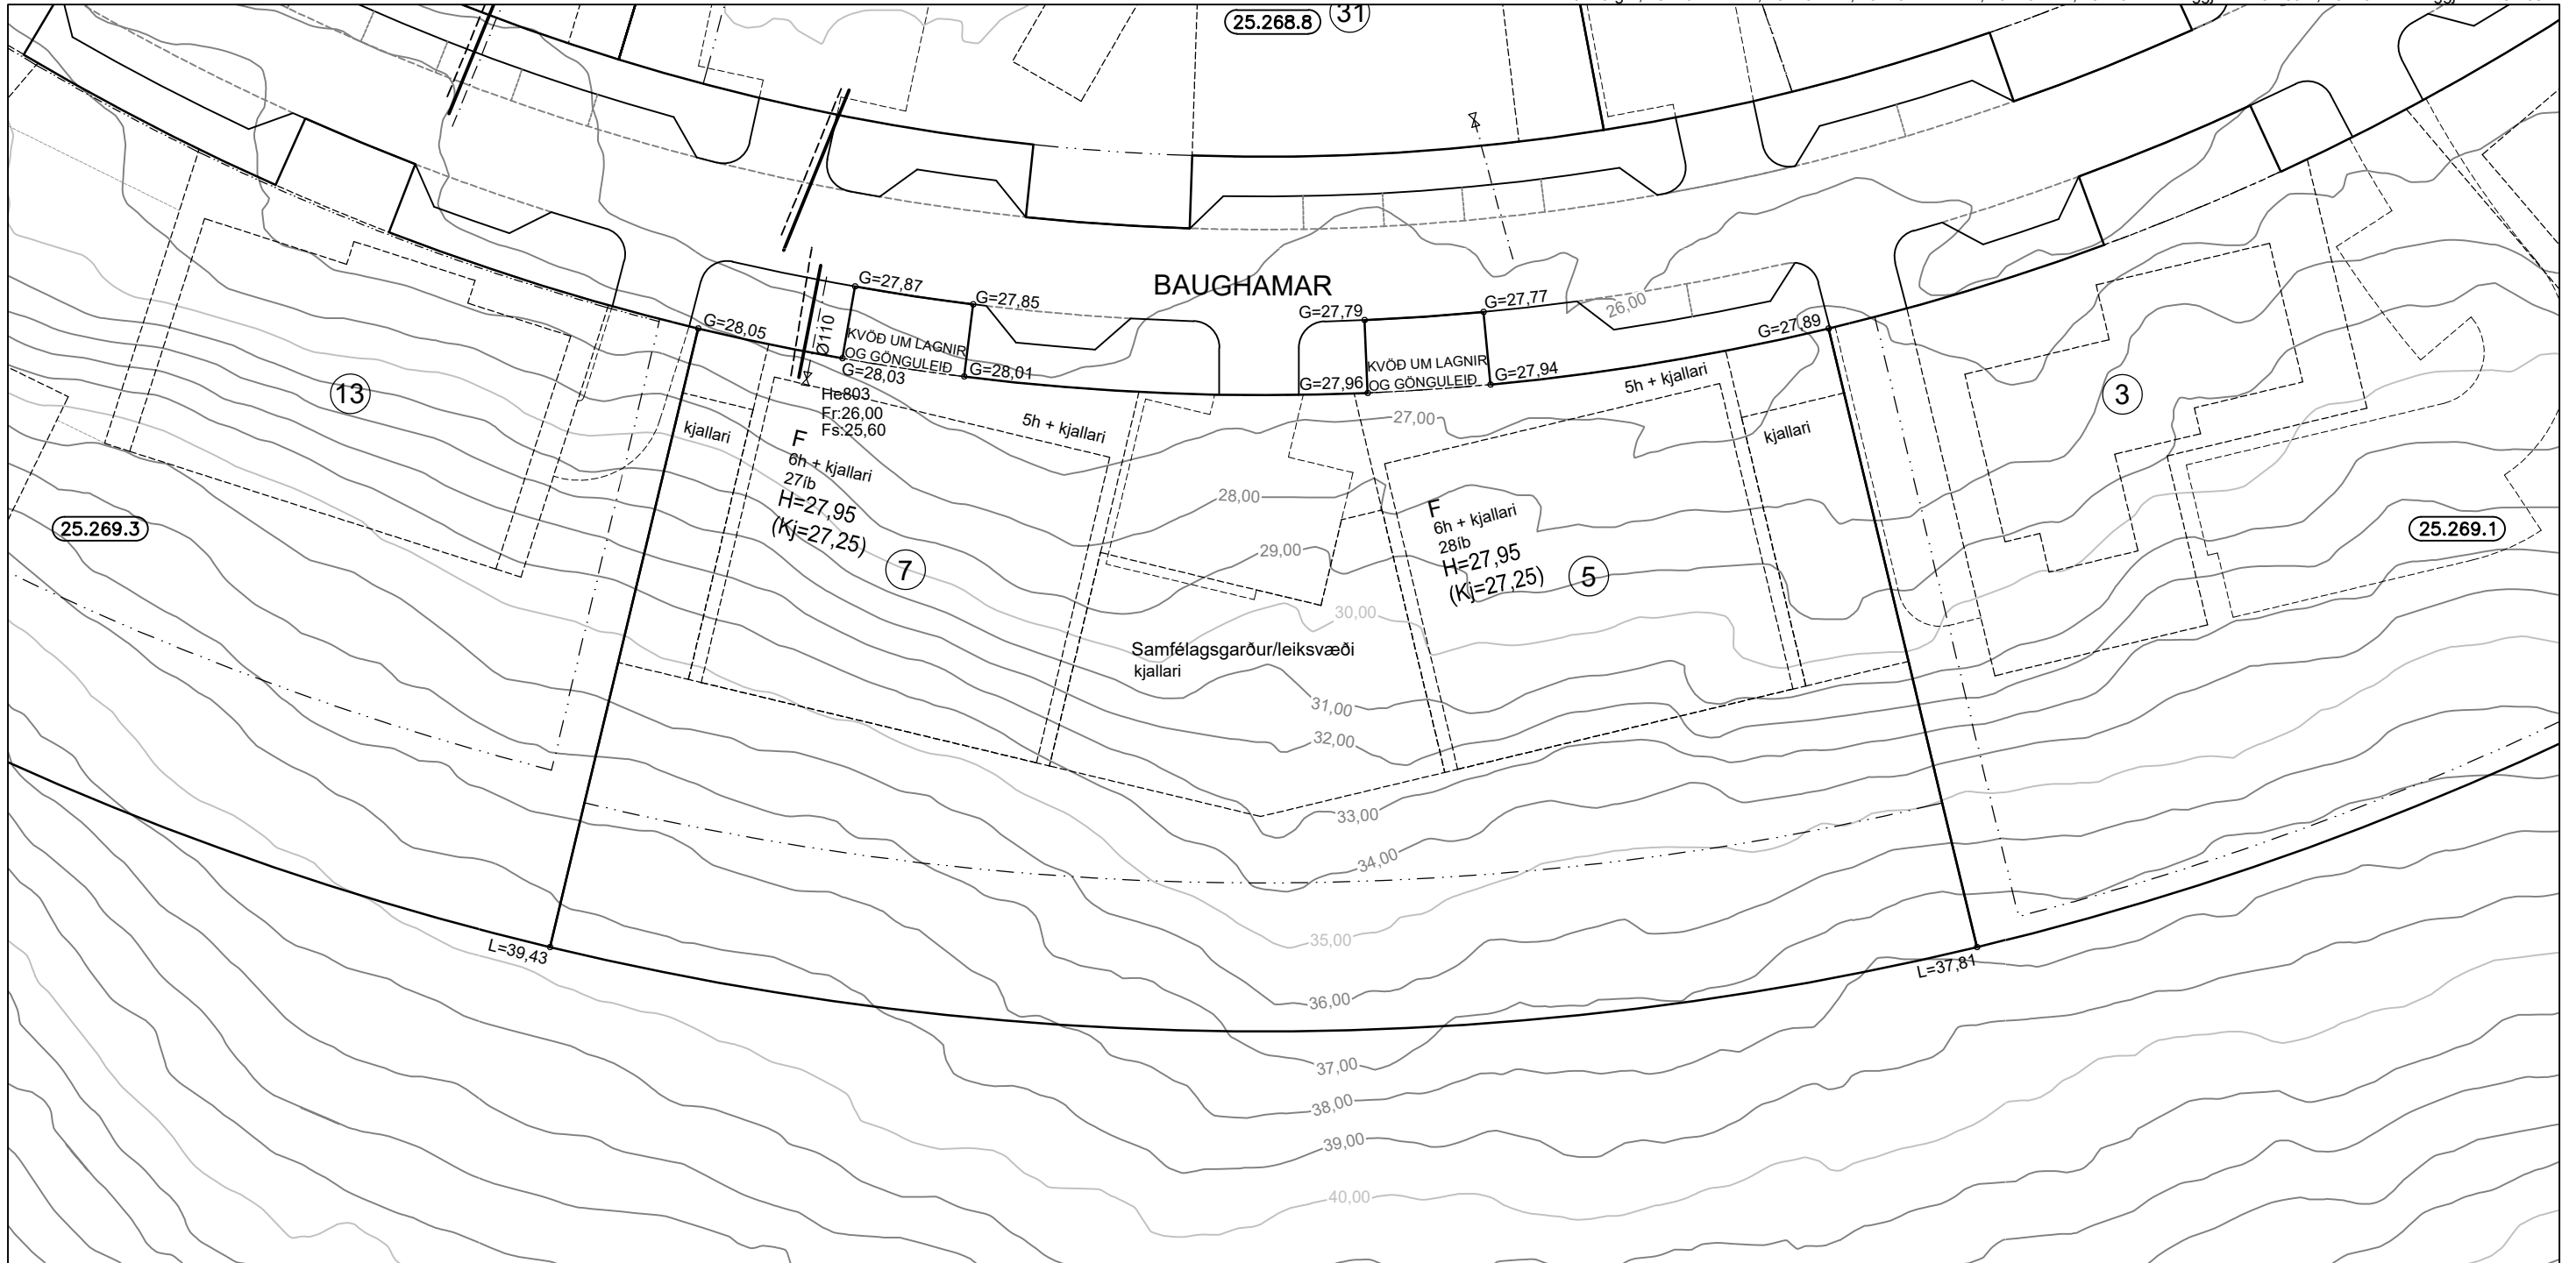 25.268.8
31
BAUGHAMAR
G=27,87
G=27,85
G=28,05
Ø110
KVÖÐ UM LAGNIR
OG GÖNGULEIÐ
G=28,03
G=28,01
G=27,79
G=27,77
26,00
G=27,89
KVÖÐ UM LAGNIR
OG GÖNGULEIÐ
G=27,96
G=27,94
He803
Fr:26,00
Fs:25,60
13
kjallari
5h + kjallari
27,00
5h + kjallari
kjallari
3
F
6h + kjallari
27íb
H=27,95
(Kj=27,25)
7
28,00
29,00
F
6h + kjallari
28íb
H=27,95
(Kj=27,25)
5
25.269.3
25.269.1
30,00
Samfélagsgarður/leiksvæði
kjallari
31,00
32,00
33,00
34,00
35,00
L=39,43
L=37,81
36,00
37,00
38,00
39,00
40,00